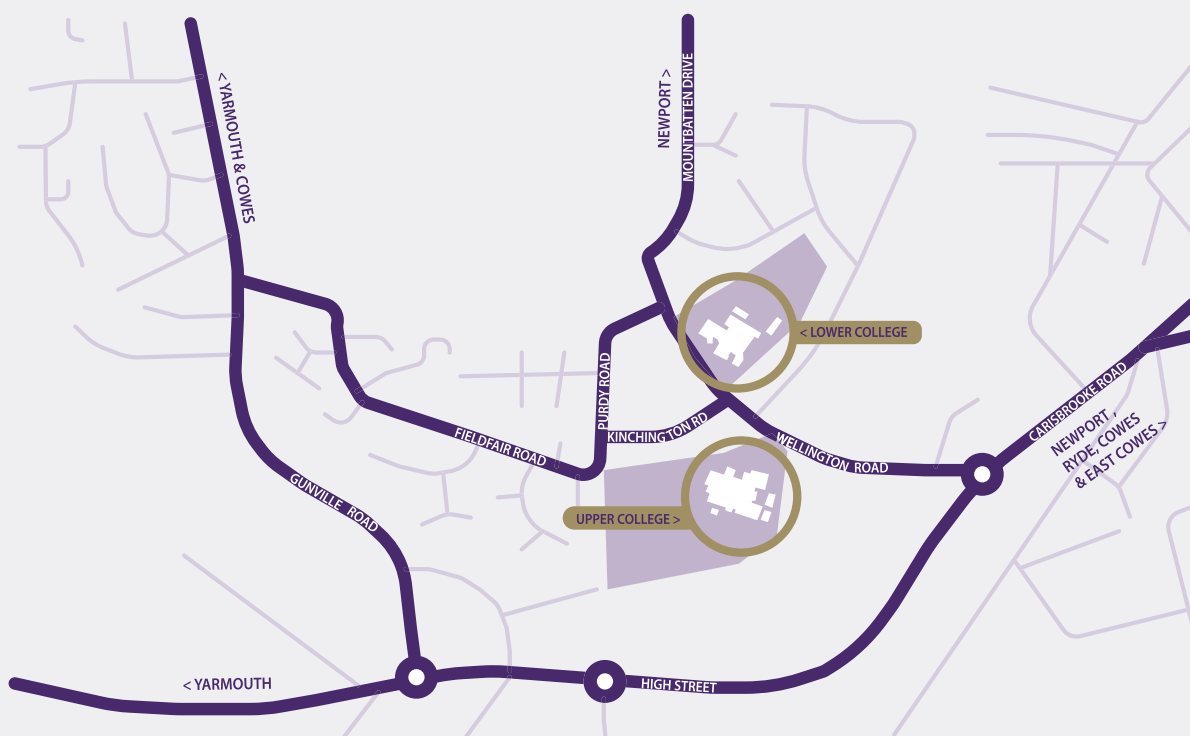 < YARMOUTH & COWES
NEWPORT >
MOUNTBATTEN DRIVE
< LOWER COLLEGE
PURDY ROAD
KINCHINGTON RD
FIELDFAIR ROAD
WELLINGTON ROAD
CARISBROOKE ROAD
NEWPORT ,
RYDE, COWES
& EAST COWES >
GUNVILLE ROAD
UPPER COLLEGE >
< YARMOUTH
HIGH STREET